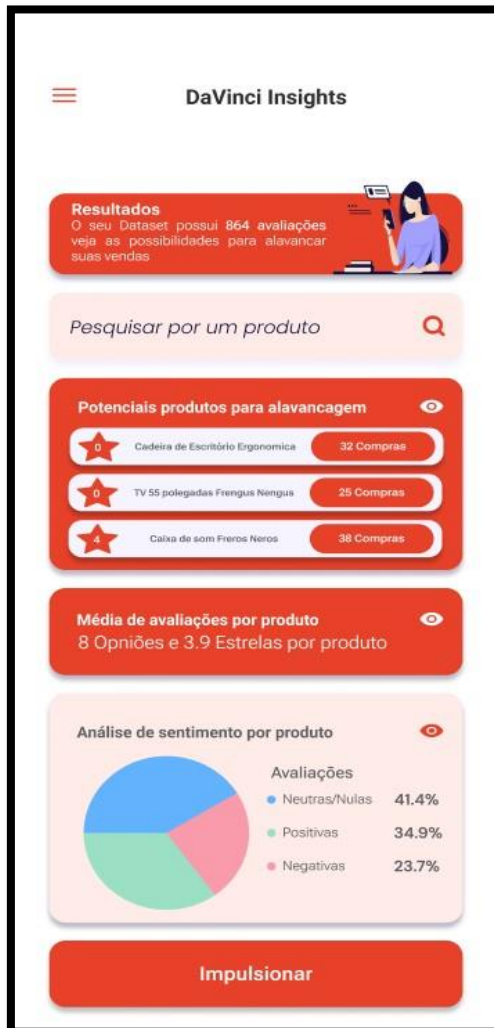 DaVinci Insights
Resultados
O seu Dataset possui 864 avaliações
veja as possibilidades para alavancar
suas vendas
Pesquisar por um produto
Potenciais produtos para alavancagem
0 Cadeira de Escritório Ergonomica 32 Compras
0 TV 55 polegadas Frengus Nengus 25 Compras
4 Caixa de som Freros Neros 38 Compras
Média de avaliações por produto
8 Opniões e 3.9 Estrelas por produto
Análise de sentimento por produto
Avaliações
Neutras/Nulas 41.4%
Positivas 34.9%
Negativas 23.7%
Impulsionar